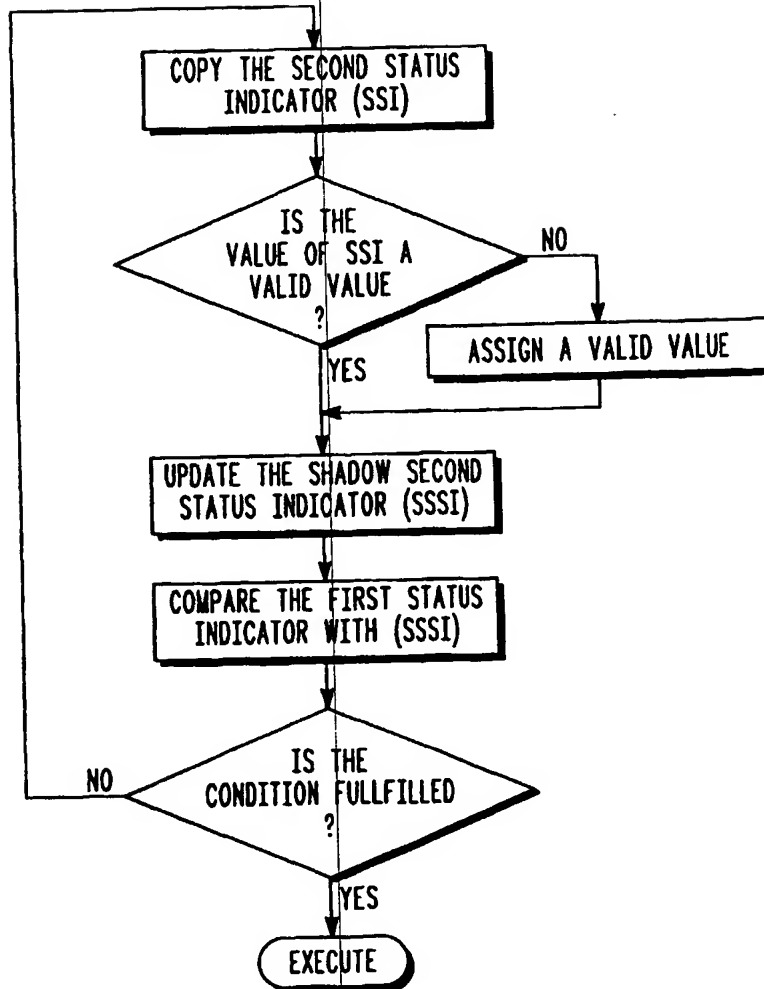 COPY THE SECOND STATUS
INDICATOR (SSI)
IS THE
VALUE OF SSI A
VALID VALUE
?
NO
ASSIGN A VALID VALUE
YES
UPDATE THE SHADOW SECOND
STATUS INDICATOR (SSSI)
COMPARE THE FIRST STATUS
INDICATOR WITH (SSSI)
IS THE
CONDITION FULLFILLED
?
NO
YES
EXECUTE